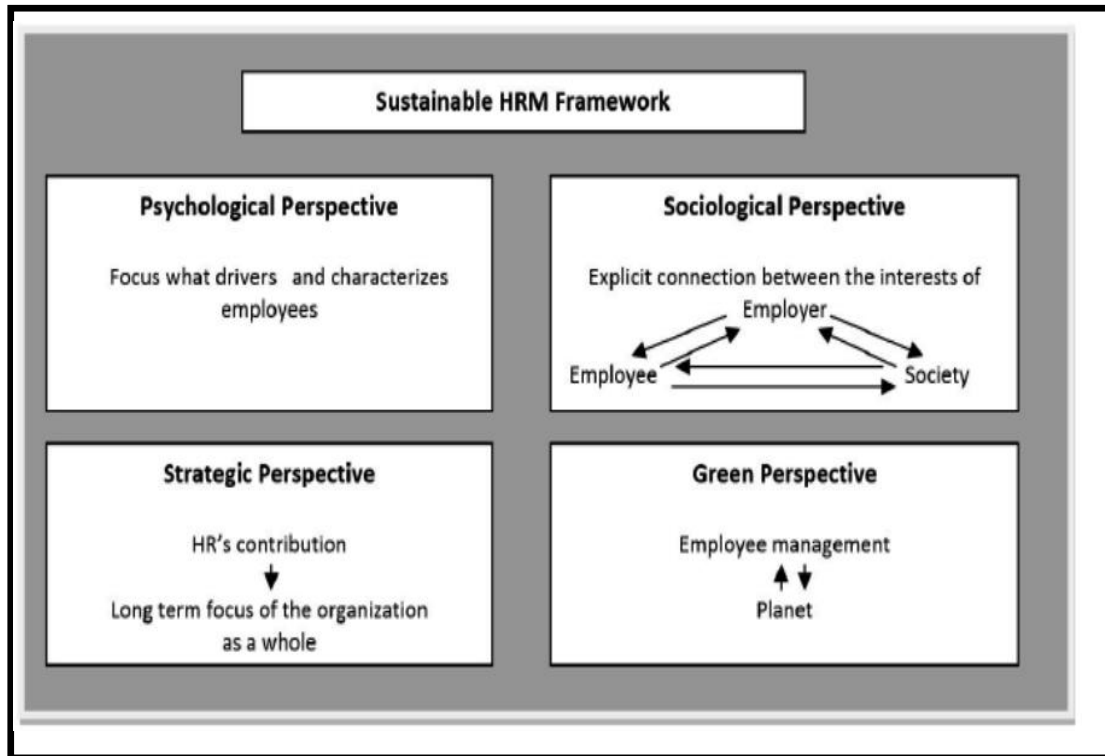 Sustainable HRM Framework
Psychological Perspective
Focus what drivers and characterizes
employees
Sociological Perspective
Explicit connection between the interests of
Employer
Employee
Society
Strategic Perspective
HR's contribution
Long term focus of the organization
as a whole
Green Perspective
Employee management
Planet